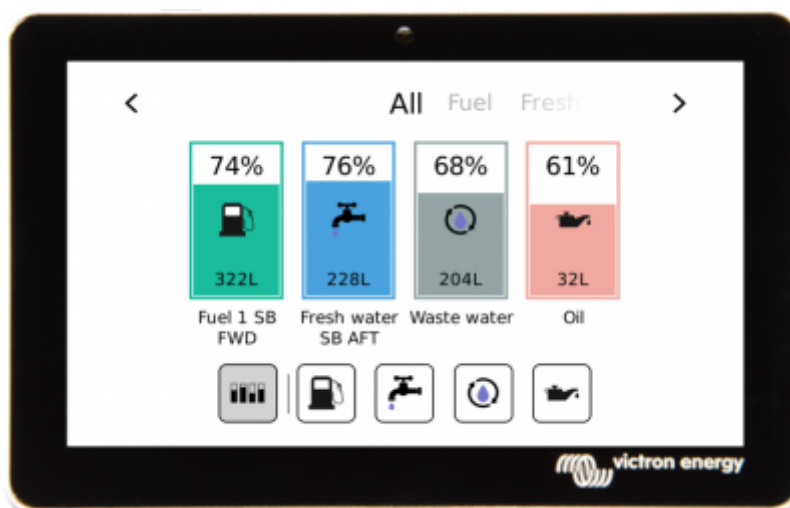 All Fuel Fresh
74% 76% 68% 61%
322L 228L 204L 32L
Fuel 1 SB Fresh water Waste water Oil
FWD SB AFT
victron energy